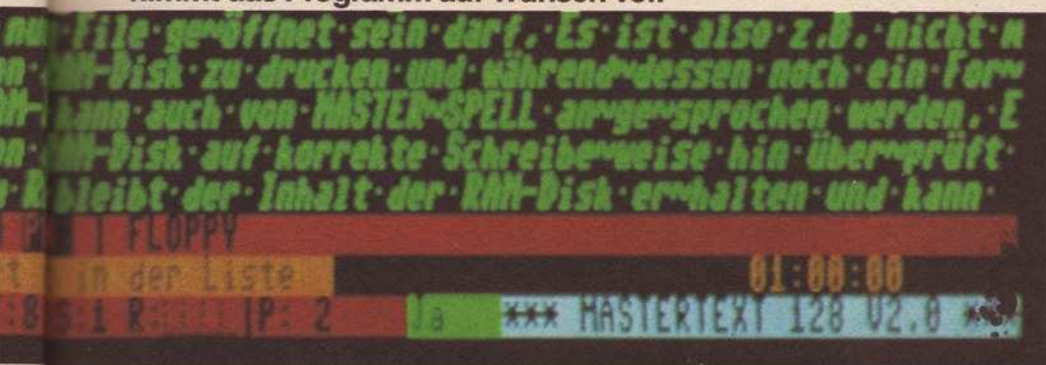 nimmt das Programm auf Wunsch vor.
nur·File·ge~öffnet·sein·darf.·Es·ist·also·z.B.·nicht·m
RAM-Disk·zu·drucken·und·während~dessen·noch·ein·For~
kann·auch·von·MASTER~SPELL·an~ge~sprochen·werden.·E
-Disk·auf·korrekte·Schreibe~weise·hin·über~prüft·
bleibt·der·Inhalt·der·RAM-Disk·er~halten·und·kann·
| FLOPPY
t in der Liste 01:00:00
:8 S:1 R: |P: 2 Ja *** MASTERTEXT 128 V2.0 **